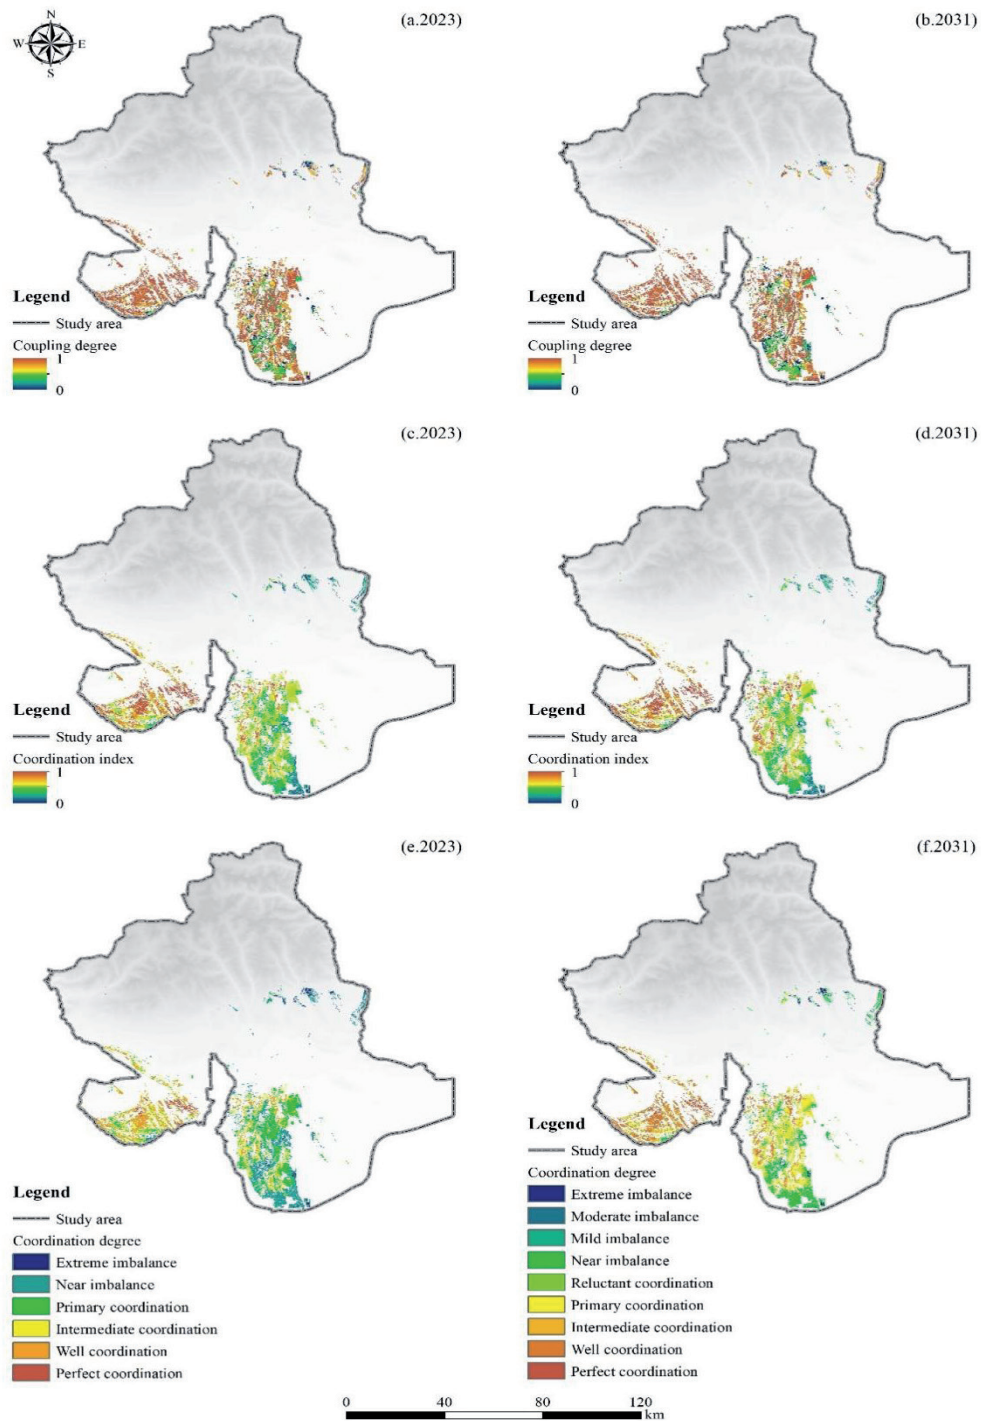 N
(a.2023)
W E
S
Legend
Study area
Coupling degree
1
0
(b.2031)
Legend
Study area
Coupling degree
1
0
(c.2023)
Legend
Study area
Coordination index
1
0
(d.2031)
Legend
Study area
Coordination index
1
0
(e.2023)
Legend
Study area
Coordination degree
Extreme imbalance
Near imbalance
Primary coordination
Intermediate coordination
Well coordination
Perfect coordination
(f.2031)
Legend
Study area
Coordination degree
Extreme imbalance
Moderate imbalance
Mild imbalance
Near imbalance
Reluctant coordination
Primary coordination
Intermediate coordination
Well coordination
Perfect coordination
0 40 80 120
km